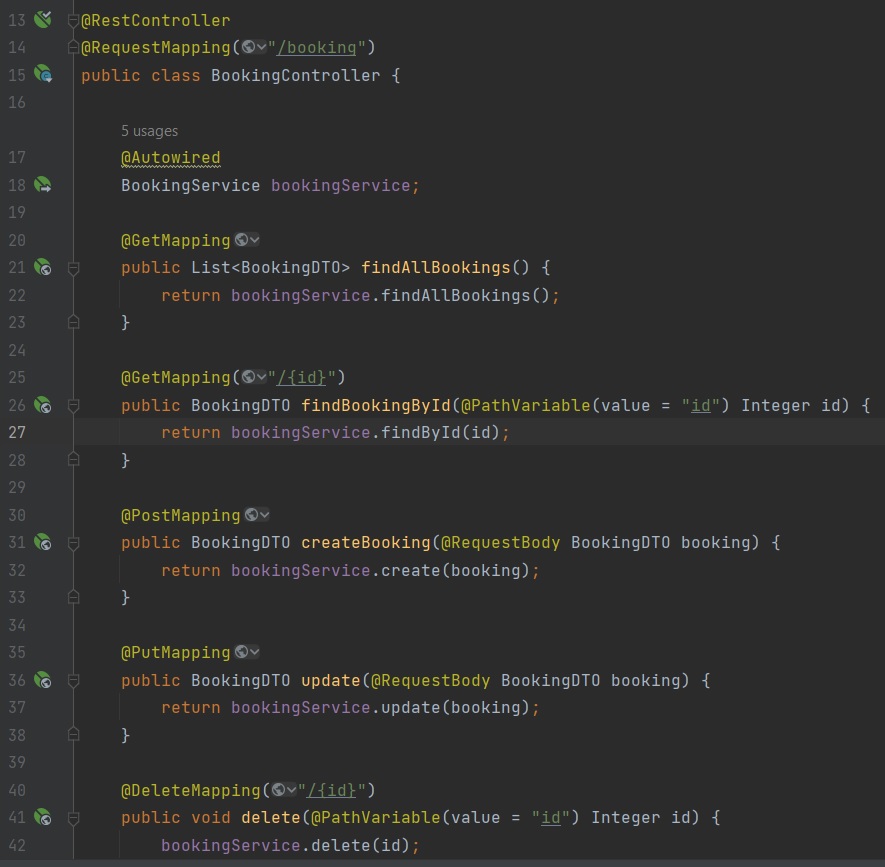 13 @RestController
14 @RequestMapping("/booking")
15 public class BookingController {
16
5 usages
17 @Autowired
18 BookingService bookingService;
19
20 @GetMapping
21 public List<BookingDTO> findAllBookings() {
22 return bookingService.findAllBookings();
23 }
24
25 @GetMapping("/{id}")
26 public BookingDTO findBookingById(@PathVariable(value = "id") Integer id) {
27 return bookingService.findById(id);
28 }
29
30 @PostMapping
31 public BookingDTO createBooking(@RequestBody BookingDTO booking) {
32 return bookingService.create(booking);
33 }
34
35 @PutMapping
36 public BookingDTO update(@RequestBody BookingDTO booking) {
37 return bookingService.update(booking);
38 }
39
40 @DeleteMapping("/{id}")
41 public void delete(@PathVariable(value = "id") Integer id) {
42 bookingService.delete(id);